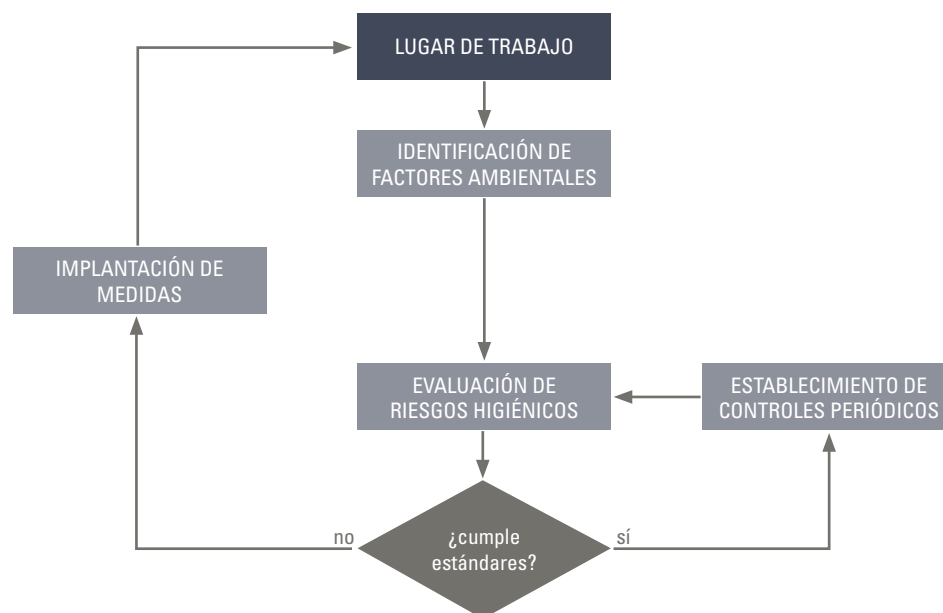 LUGAR DE TRABAJO
IDENTIFICACIÓN DE
FACTORES AMBIENTALES
IMPLANTACIÓN DE
MEDIDAS
EVALUACIÓN DE
RIESGOS HIGIÉNICOS
ESTABLECIMIENTO DE
CONTROLES PERIÓDICOS
no
¿cumple
estándares?
sí